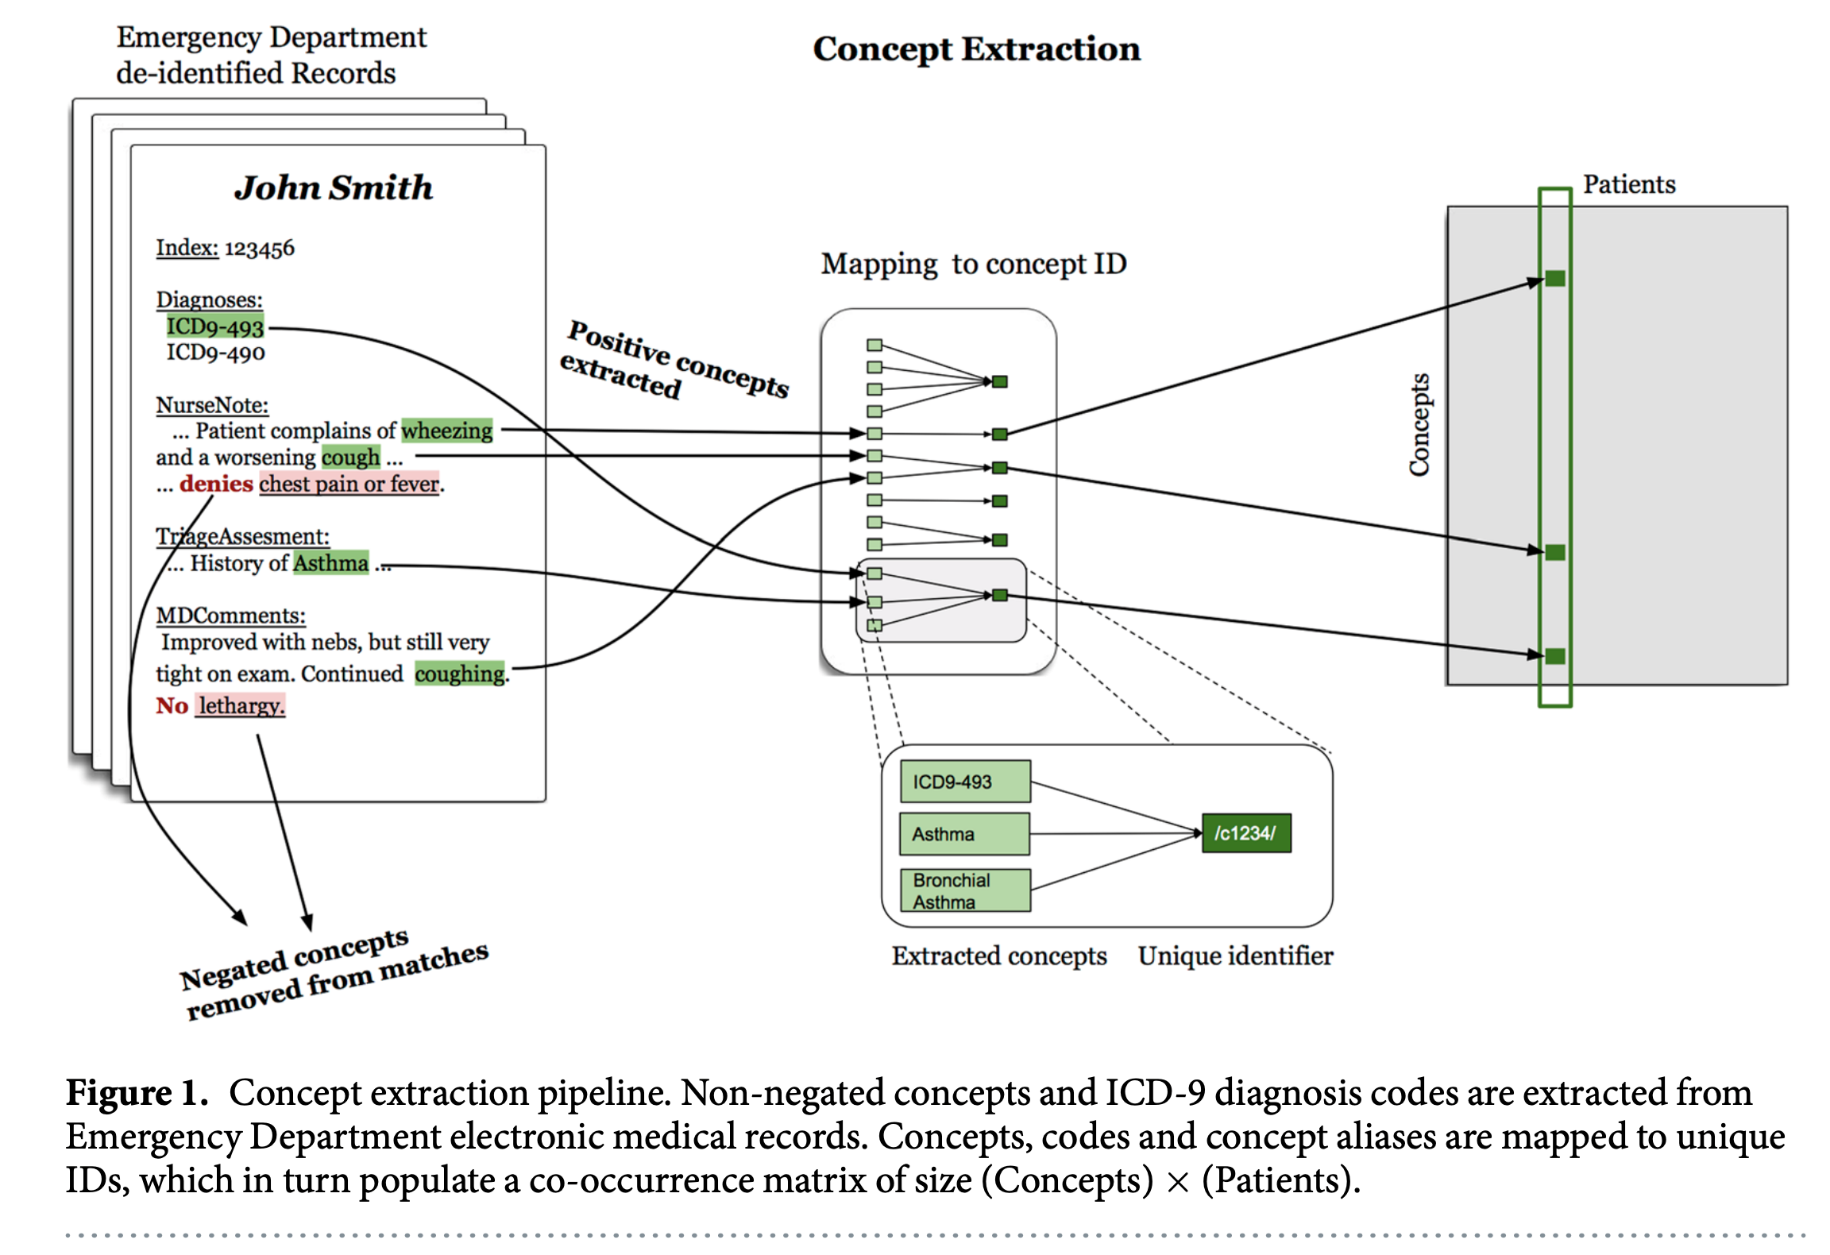 Emergency Department
de-identified Records
Concept Extraction
John Smith
Index: 123456
Diagnoses:
ICD9-493
ICD9-490
NurseNote:
... Patient complains of wheezing
and a worsening cough ...
... denies chest pain or fever.
TriageAssesment:
... History of Asthma ...
MDComments:
Improved with nebs, but still very
tight on exam. Continued coughing.
No lethargy.
Negated concepts
removed from matches
Positive concepts
extracted
Mapping to concept ID
Patients
Concepts
ICD9-493
Asthma
Bronchial
Asthma
/c1234/
Extracted concepts
Unique identifier
Figure 1. Concept extraction pipeline. Non-negated concepts and ICD-9 diagnosis codes are extracted from
Emergency Department electronic medical records. Concepts, codes and concept aliases are mapped to unique
IDs, which in turn populate a co-occurrence matrix of size (Concepts) × (Patients).